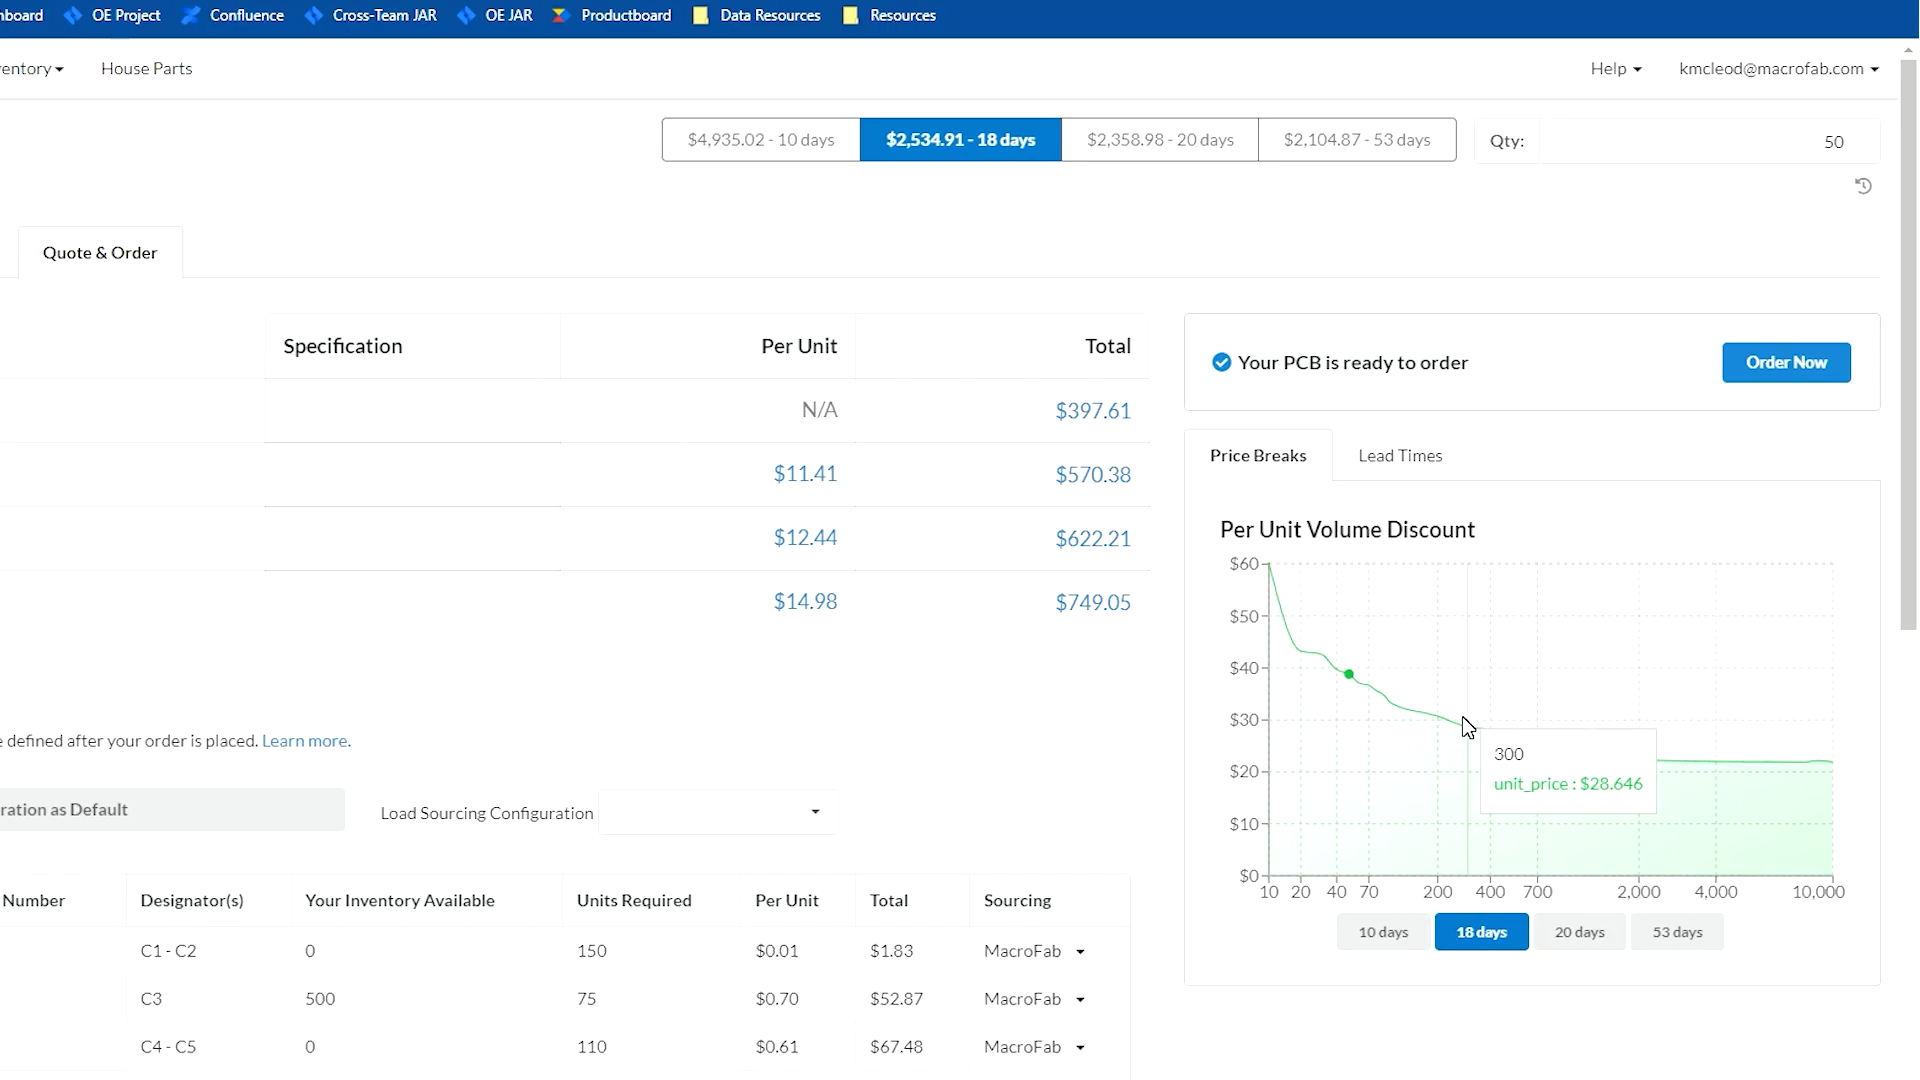 nboard OE Project Confluence Cross-Team JAR OE JAR Productboard Data Resources Resources
ventory House Parts Help kmcleod@macrofab.com
$4,935.02 - 10 days $2,534.91 - 18 days $2,358.98 - 20 days $2,104.87 - 53 days Qty: 50
Quote & Order
Specification Per Unit Total
N/A $397.61
$11.41 $570.38
$12.44 $622.21
$14.98 $749.05
Your PCB is ready to order Order Now
Price Breaks Lead Times
Per Unit Volume Discount
$60
$50
$40
$30
$20
$10
$0
300
unit_price : $28.646
10 20 40 70 200 400 700 2,000 4,000 10,000
10 days 18 days 20 days 53 days
e defined after your order is placed. Learn more.
ration as Default Load Sourcing Configuration
Number Designator(s) Your Inventory Available Units Required Per Unit Total Sourcing
C1 - C2 0 150 $0.01 $1.83 MacroFab
C3 500 75 $0.70 $52.87 MacroFab
C4 - C5 0 110 $0.61 $67.48 MacroFab